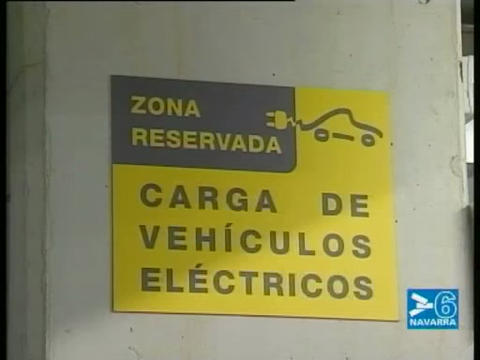 ZONA
RESERVADA
CARGA DE
VEHÍCULOS
ELÉCTRICOS
6
NAVARRA